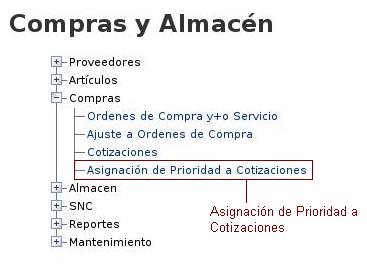 Compras y Almacén
Proveedores
Artículos
Compras
Ordenes de Compra y+o Servicio
Ajuste a Ordenes de Compra
Cotizaciones
Asignación de Prioridad a Cotizaciones
Almacen
SNC
Reportes
Mantenimiento
Asignación de Prioridad a
Cotizaciones